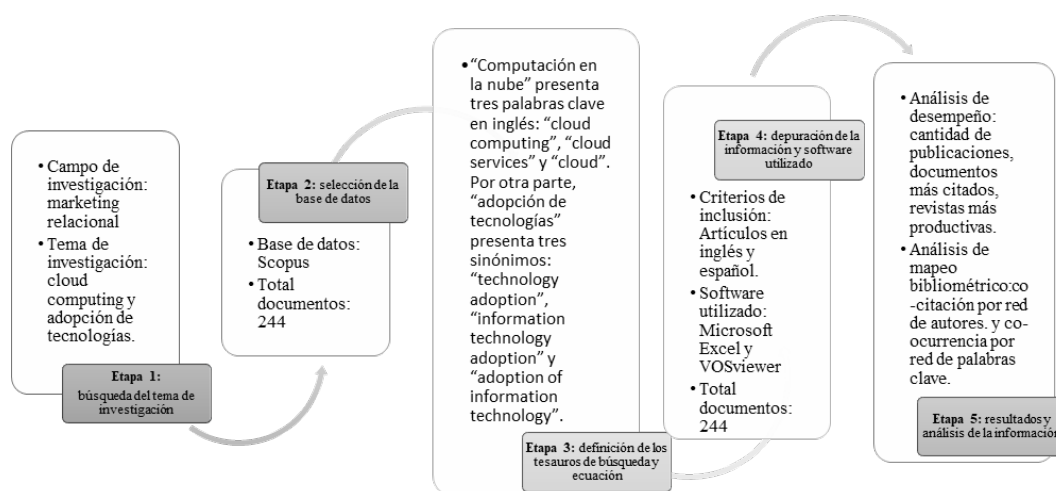 • Campo de
investigación:
marketing
relacional
• Tema de
investigación:
cloud
computing y
adopción de
tecnologías.
Etapa 1:
búsqueda del tema de
investigación
Etapa 2: selección de la
base de datos
• Base de datos:
Scopus
• Total
documentos:
244
• “Computación en
la nube” presenta
tres palabras clave
en inglés: “cloud
computing”, “cloud
services” y “cloud”.
Por otra parte,
“adopción de
tecnologías”
presenta tres
sinónimos:
“technology
adoption”,
“information
technology
adoption” y
“adoption of
information
technology”.
Etapa 3: definición de los
tesauros de búsqueda y
ecuación
Etapa 4: depuración de la
información y software
utilizado
• Criterios de
inclusión:
Artículos en
inglés y
español.
• Software
utilizado:
Microsoft
Excel y
VOSviewer
• Total
documentos:
244
• Análisis de
desempeño:
cantidad de
publicaciones,
documentos
más citados,
revistas más
productivas.
• Análisis de
mapeo
bibliométrico:co
-citación por red
de autores. y co-
ocurrencia por
red de palabras
clave.
Etapa 5: resultados y
análisis de la información